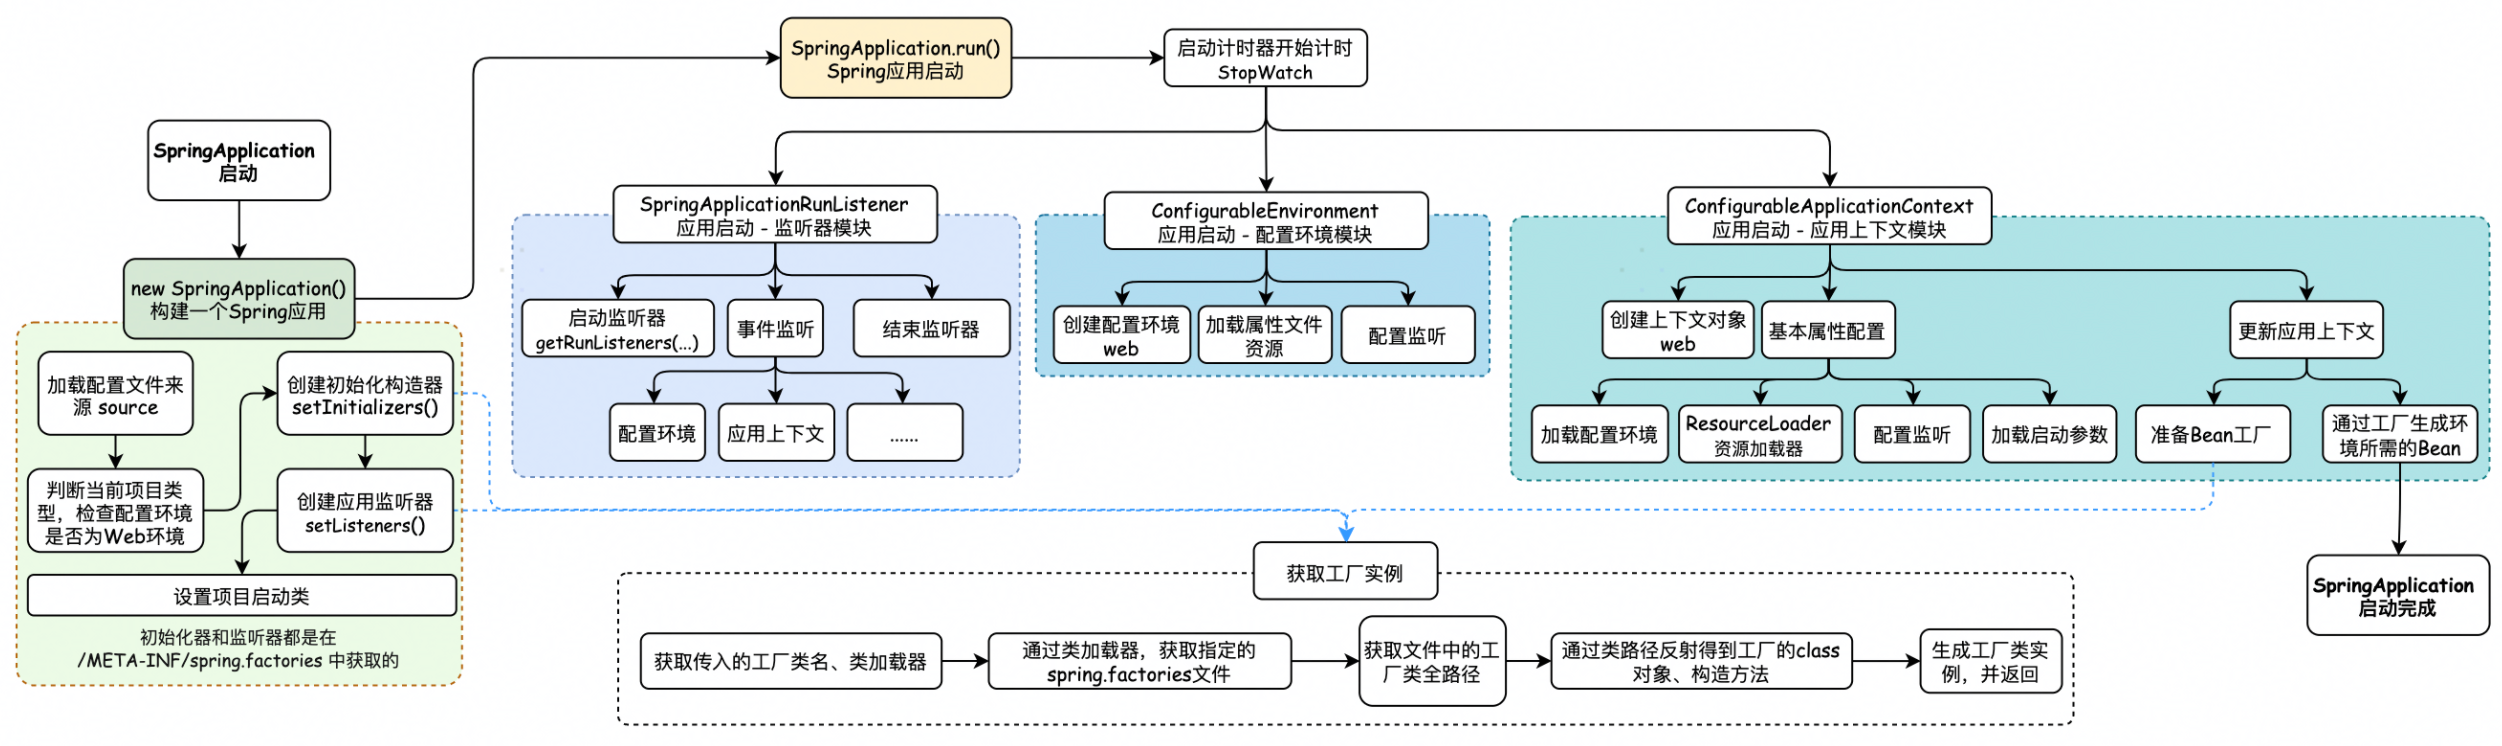 SpringApplication
启动
new SpringApplication()
构建一个Spring应用
加载配置文件来
源 source
判断当前项目类
型，检查配置环境
是否为Web环境
创建初始化构造器
setInitializers()
创建应用监听器
setListeners()
设置项目启动类
初始化器和监听器都是在
/META-INF/spring.factories 中获取的
SpringApplication.run()
Spring应用启动
启动计时器开始计时
StopWatch
SpringApplicationRunListener
应用启动 - 监听器模块
启动监听器
getRunListeners(...)
事件监听
结束监听器
配置环境
应用上下文
......
ConfigurableEnvironment
应用启动 - 配置环境模块
创建配置环境
web
加载属性文件
资源
配置监听
ConfigurableApplicationContext
应用启动 - 应用上下文模块
创建上下文对象
web
基本属性配置
更新应用上下文
加载配置环境
ResourceLoader
资源加载器
配置监听
加载启动参数
准备Bean工厂
通过工厂生成环
境所需的Bean
SpringApplication
启动完成
获取工厂实例
获取传入的工厂类名、类加载器
通过类加载器，获取指定的
spring.factories文件
获取文件中的工
厂类全路径
通过类路径反射得到工厂的class
对象、构造方法
生成工厂类实
例，并返回